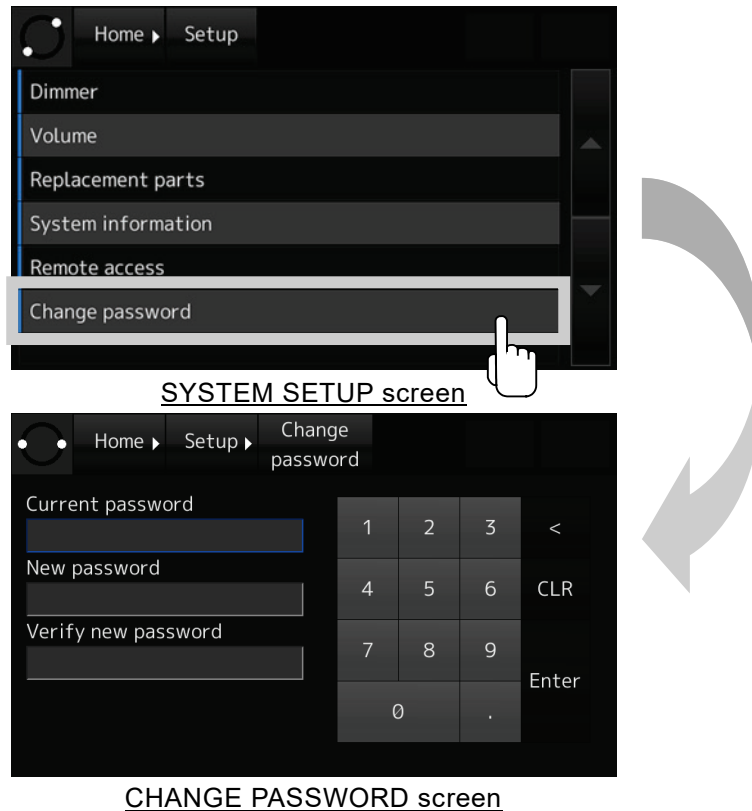 Home Setup
Dimmer
Volume
Replacement parts
System information
Remote access
Change password
SYSTEM SETUP screen
Home Setup Change
password
Current password
New password
Verify new password
1 2 3 <
4 5 6 CLR
7 8 9
Enter
0 .
CHANGE PASSWORD screen